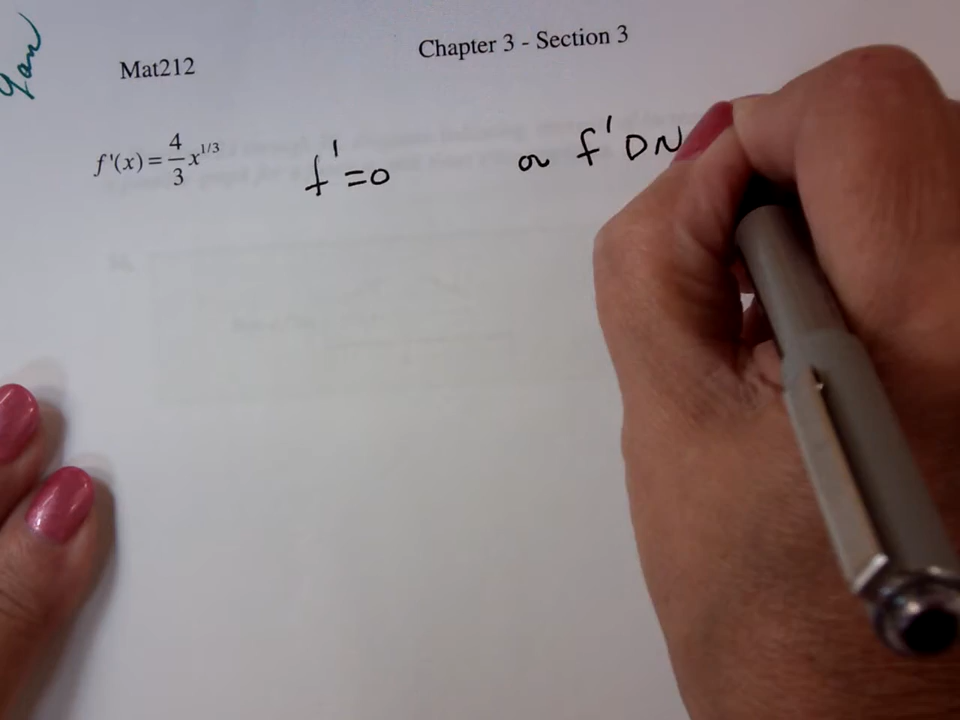 Mat212
Chapter 3 - Section 3
f'(x) = 4/3 x^{1/3}
f' = 0
or f' DN